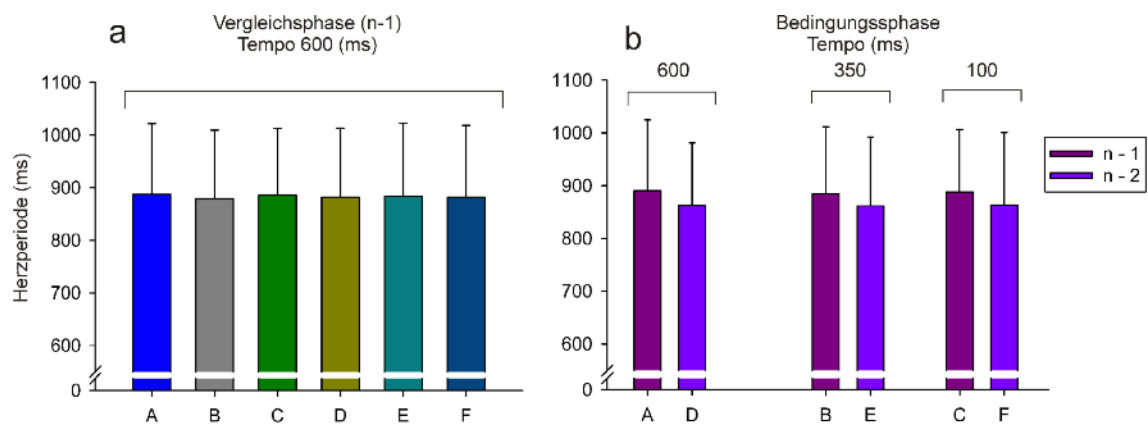 a
Vergleichsphase (n-1)
Tempo 600 (ms)
Herzperiode (ms)
1100
1000
900
800
700
600
0
A B C D E F
b
Bedingungssphase
Tempo (ms)
600 350 100
1100
1000
900
800
700
600
0
A D B E C F
n - 1
n - 2